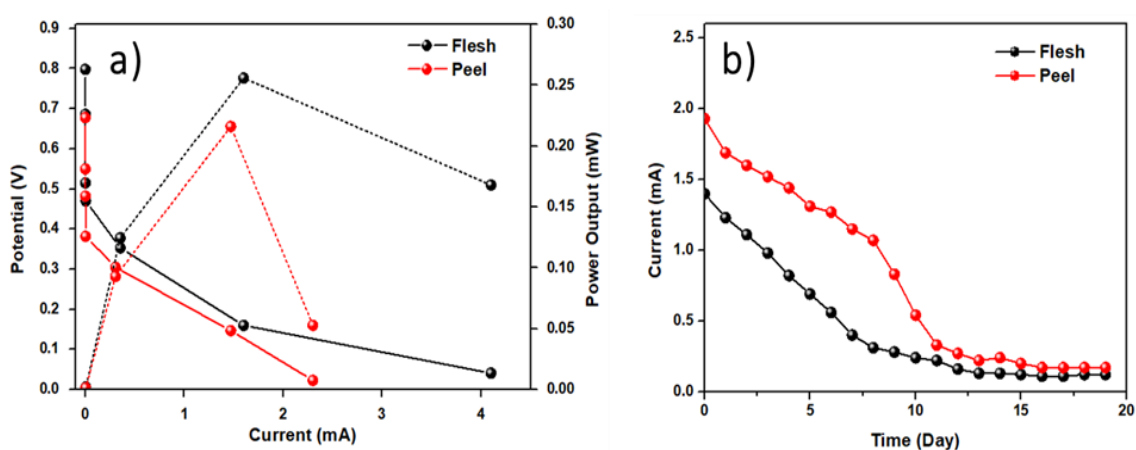 a)
Flesh
Peel
0.9
0.8
0.7
0.6
0.5
0.4
0.3
0.2
0.1
0.0
Potential (V)
0.30
0.25
0.20
0.15
0.10
0.05
0.00
Power Output (mW)
0 1 2 3 4
Current (mA)
b)
Flesh
Peel
2.5
2.0
1.5
1.0
0.5
0.0
Current (mA)
0 5 10 15 20
Time (Day)